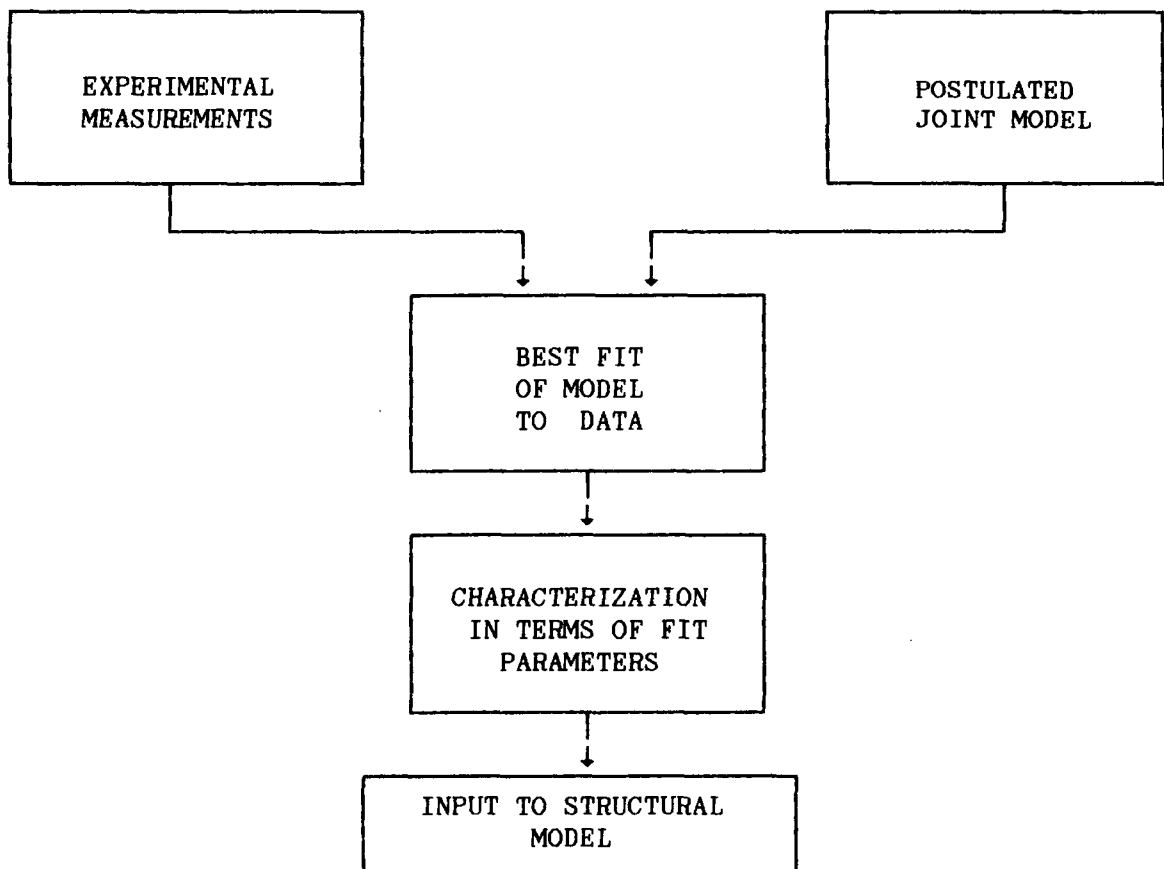 EXPERIMENTAL
MEASUREMENTS
POSTULATED
JOINT MODEL
BEST FIT
OF MODEL
TO DATA
CHARACTERIZATION
IN TERMS OF FIT
PARAMETERS
INPUT TO STRUCTURAL
MODEL